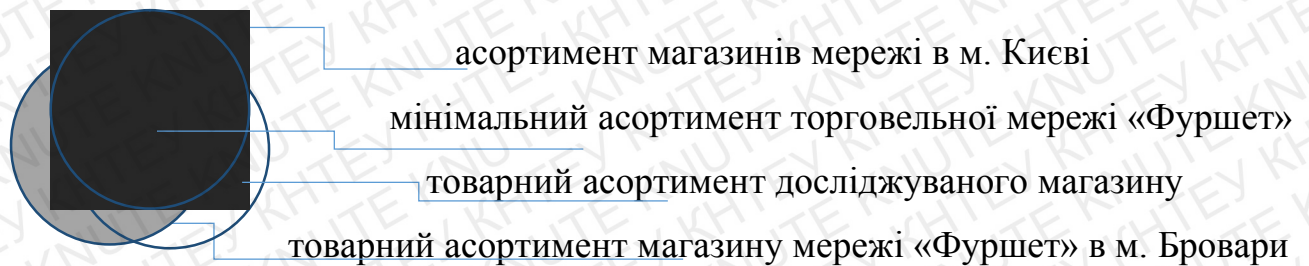 асортимент магазинів мережі в м. Києві
мінімальний асортимент торговельної мережі «Фуршет»
товарний асортимент досліджуваного магазину
товарний асортимент магазину мережі «Фуршет» в м. Бровари